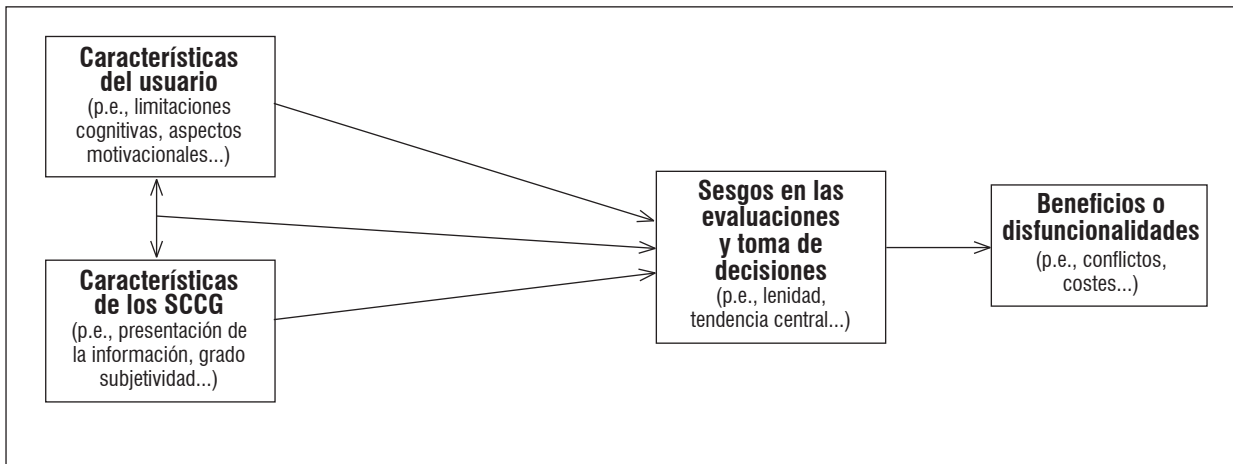 Características
del usuario
(p.e., limitaciones
cognitivas, aspectos
motivacionales...)
Características
de los SCCG
(p.e., presentación de
la información, grado
subjetividad...)
Sesgos en las
evaluaciones
y toma de
decisiones
(p.e., lenidad,
tendencia central...)
Beneficios o
disfuncionalidades
(p.e., conflictos,
costes...)